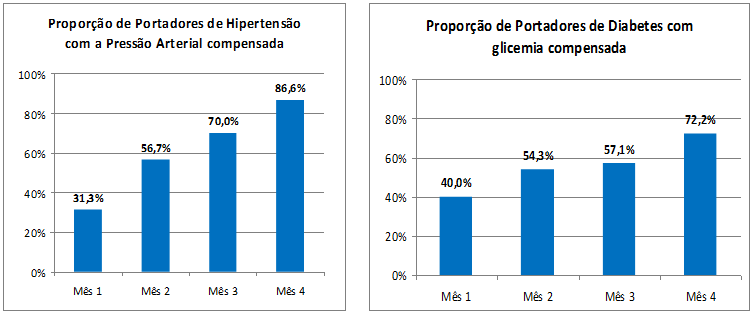 Proporção de Portadores de Hipertensão
com a Pressão Arterial compensada
100%
80%
60%
40%
20%
0%
31,3%
56,7%
70,0%
86,6%
Mês 1
Mês 2
Mês 3
Mês 4
Proporção de Portadores de Diabetes com
glicemia compensada
100%
80%
60%
40%
20%
0%
40,0%
54,3%
57,1%
72,2%
Mês 1
Mês 2
Mês 3
Mês 4